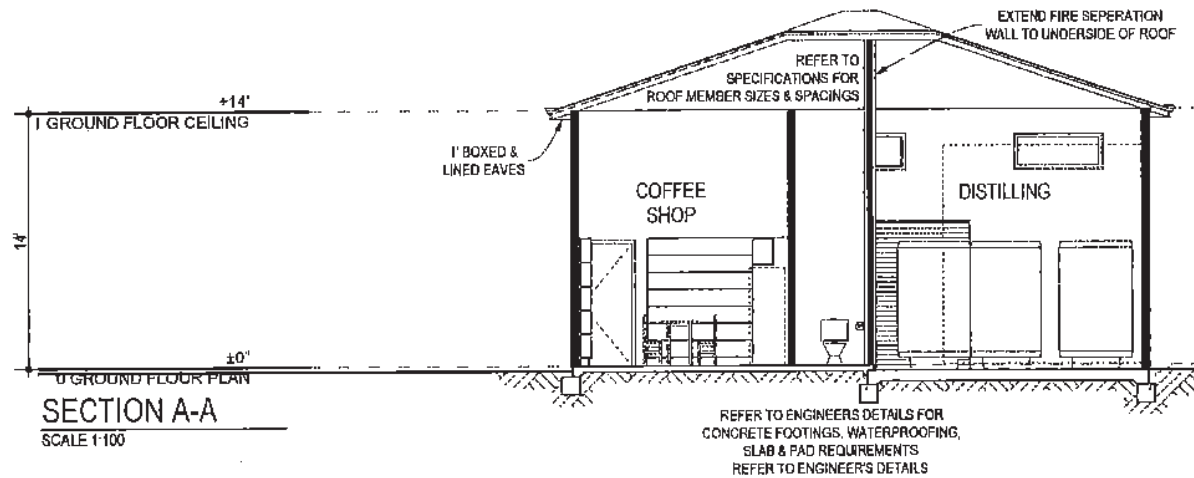 EXTEND FIRE SEPERATION
WALL TO UNDERSIDE OF ROOF
REFER TO
SPECIFICATIONS FOR
ROOF MEMBER SIZES & SPACINGS
+14'
1 GROUND FLOOR CEILING
1' BOXED &
LINED EAVES
COFFEE
SHOP
DISTILLING
14'
±0"
0 GROUND FLOOR PLAN
SECTION A-A
SCALE 1:100
REFER TO ENGINEERS DETAILS FOR
CONCRETE FOOTINGS, WATERPROOFING,
SLAB & PAD REQUIREMENTS
REFER TO ENGINEER'S DETAILS